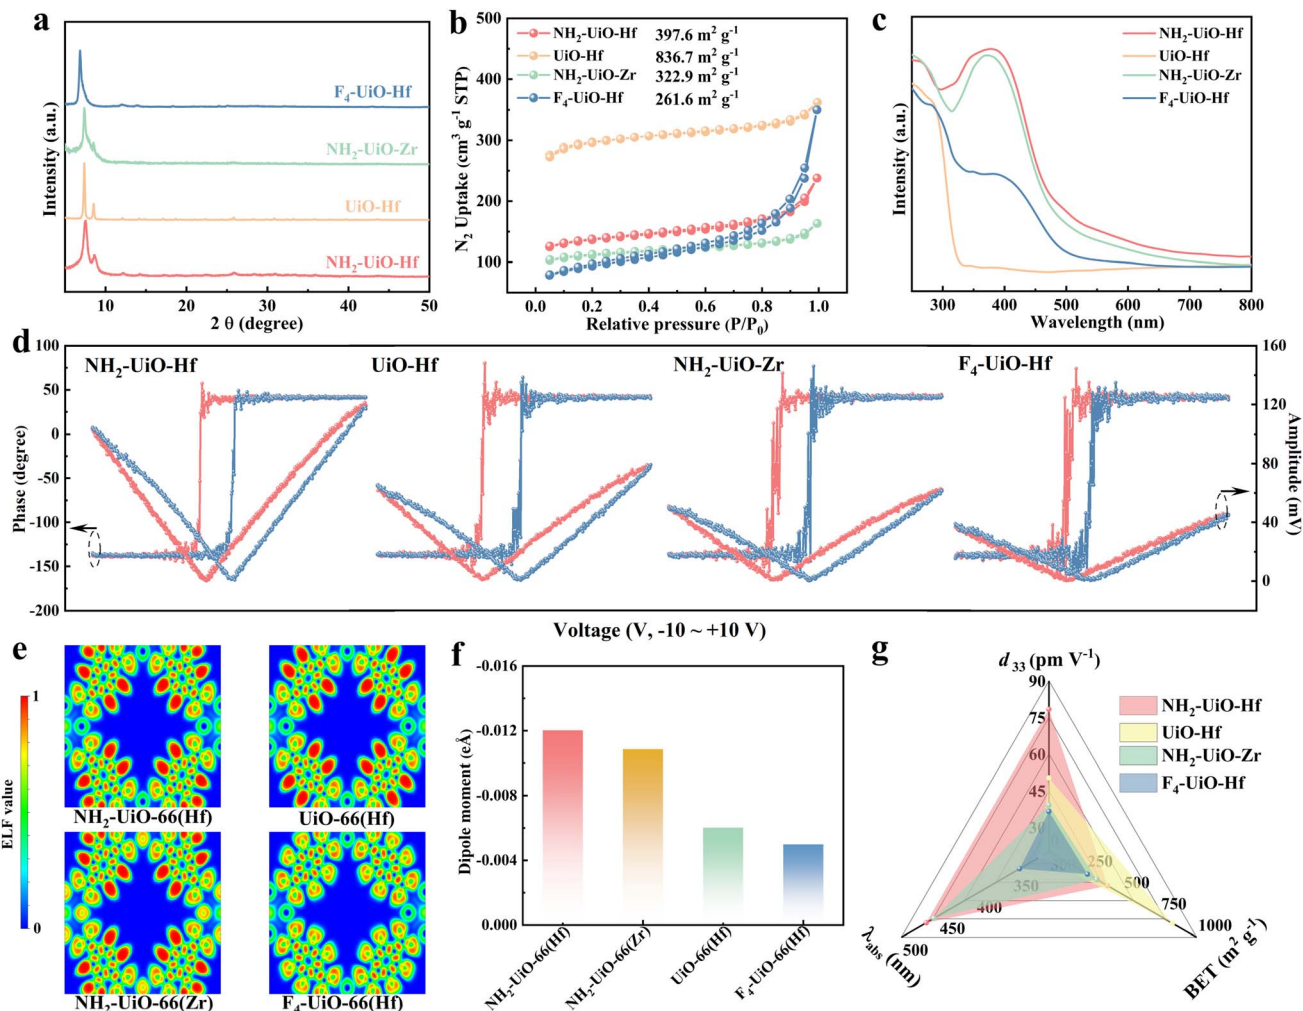 a
Intensity (a.u.)
F₄-UiO-Hf
NH₂-UiO-Zr
UiO-Hf
NH₂-UiO-Hf
10 20 30 40 50
2 θ (degree)
b
N₂ Uptake (cm³ g⁻¹ STP)
500
400
300
200
100
NH₂-UiO-Hf 397.6 m² g⁻¹
UiO-Hf 836.7 m² g⁻¹
NH₂-UiO-Zr 322.9 m² g⁻¹
F₄-UiO-Hf 261.6 m² g⁻¹
0.0 0.2 0.4 0.6 0.8 1.0
Relative pressure (P/P₀)
c
Intensity (a.u.)
NH₂-UiO-Hf
UiO-Hf
NH₂-UiO-Zr
F₄-UiO-Hf
300 400 500 600 700 800
Wavelength (nm)
d
Phase (degree)
100
50
0
-50
-100
-150
-200
NH₂-UiO-Hf
UiO-Hf
NH₂-UiO-Zr
F₄-UiO-Hf
160
120
80
40
0
Amplitude (mV)
Voltage (V, -10 ~ +10 V)
e
ELF value
1
0
NH₂-UiO-66(Hf)
UiO-66(Hf)
NH₂-UiO-66(Zr)
F₄-UiO-66(Hf)
f
Dipole moment (eÅ)
-0.016
-0.012
-0.008
-0.004
0.000
NH₂-UiO-66(Hf)
NH₂-UiO-66(Zr)
UiO-66(Hf)
F₄-UiO-66(Hf)
g
d₃₃ (pm V⁻¹)
90
75
60
45
30
NH₂-UiO-Hf
UiO-Hf
NH₂-UiO-Zr
F₄-UiO-Hf
250
500
750
1000
BET (m² g⁻¹)
350
400
450
500
λabs (nm)